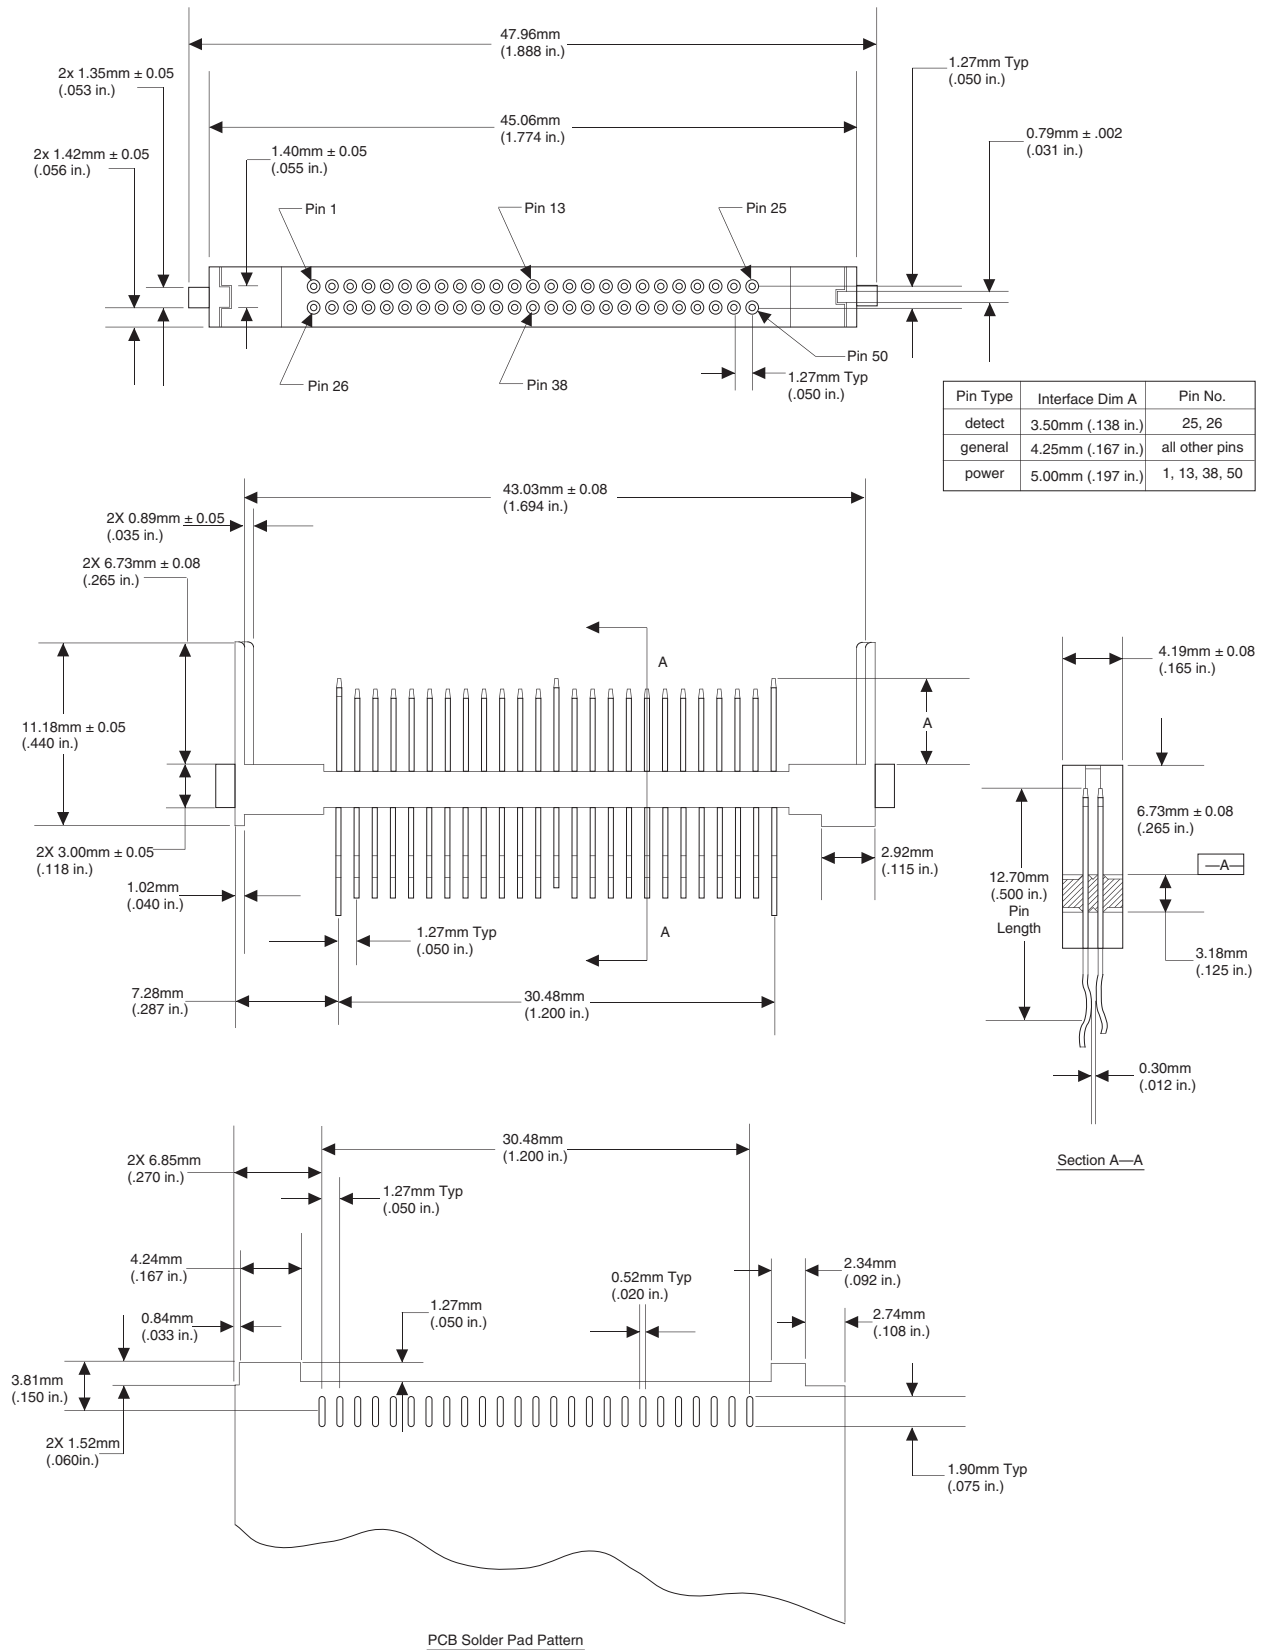 47.96mm
(1.888 in.)
2x 1.35mm ± 0.05
(.053 in.)
1.27mm Typ
(.050 in.)
45.06mm
(1.774 in.)
0.79mm ± .002
(.031 in.)
2x 1.42mm ± 0.05
(.056 in.)
1.40mm ± 0.05
(.055 in.)
Pin 1
Pin 13
Pin 25
Pin 26
Pin 38
Pin 50
1.27mm Typ
(.050 in.)
Pin Type Interface Dim A Pin No.
detect 3.50mm (.138 in.) 25, 26
general 4.25mm (.167 in.) all other pins
power 5.00mm (.197 in.) 1, 13, 38, 50
43.03mm ± 0.08
(1.694 in.)
2X 0.89mm ± 0.05
(.035 in.)
2X 6.73mm ± 0.08
(.265 in.)
A
4.19mm ± 0.08
(.165 in.)
11.18mm ± 0.05
(.440 in.)
A
6.73mm ± 0.08
(.265 in.)
2X 3.00mm ± 0.05
(.118 in.)
2.92mm
(.115 in.)
—A—
12.70mm
(.500 in.)
Pin
Length
1.02mm
(.040 in.)
1.27mm Typ
(.050 in.)
A
3.18mm
(.125 in.)
7.28mm
(.287 in.)
30.48mm
(1.200 in.)
0.30mm
(.012 in.)
Section A—A
30.48mm
(1.200 in.)
2X 6.85mm
(.270 in.)
1.27mm Typ
(.050 in.)
4.24mm
(.167 in.)
0.52mm Typ
(.020 in.)
2.34mm
(.092 in.)
0.84mm
(.033 in.)
1.27mm
(.050 in.)
2.74mm
(.108 in.)
3.81mm
(.150 in.)
2X 1.52mm
(.060in.)
1.90mm Typ
(.075 in.)
PCB Solder Pad Pattern